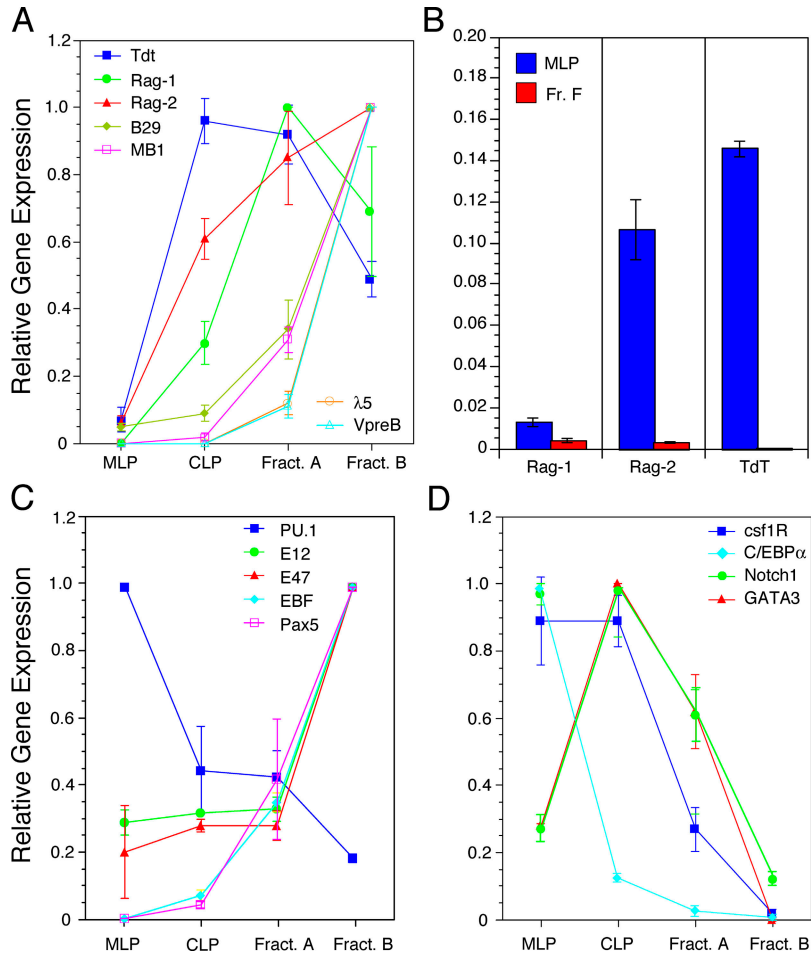 A
Relative Gene Expression
1.2
1.0
0.8
0.6
0.4
0.2
0
Tdt
Rag-1
Rag-2
B29
MB1
λ5
VpreB
MLP
CLP
Fract. A
Fract. B
B
0.20
0.18
0.16
0.14
0.12
0.10
0.08
0.06
0.04
0.02
0
MLP
Fr. F
Rag-1
Rag-2
TdT
C
Relative Gene Expression
1.2
1.0
0.8
0.6
0.4
0.2
0
PU.1
E12
E47
EBF
Pax5
MLP
CLP
Fract. A
Fract. B
D
1.2
1.0
0.8
0.6
0.4
0.2
0
csf1R
C/EBPα
Notch1
GATA3
MLP
CLP
Fract. A
Fract. B